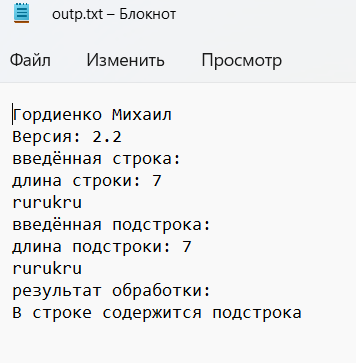 outp.txt – Блокнот
Файл Изменить Просмотр
Гордиенко Михаил
Версия: 2.2
введённая строка:
длина строки: 7
rurukru
введённая подстрока:
длина подстроки: 7
rurukru
результат обработки:
В строке содержится подстрока